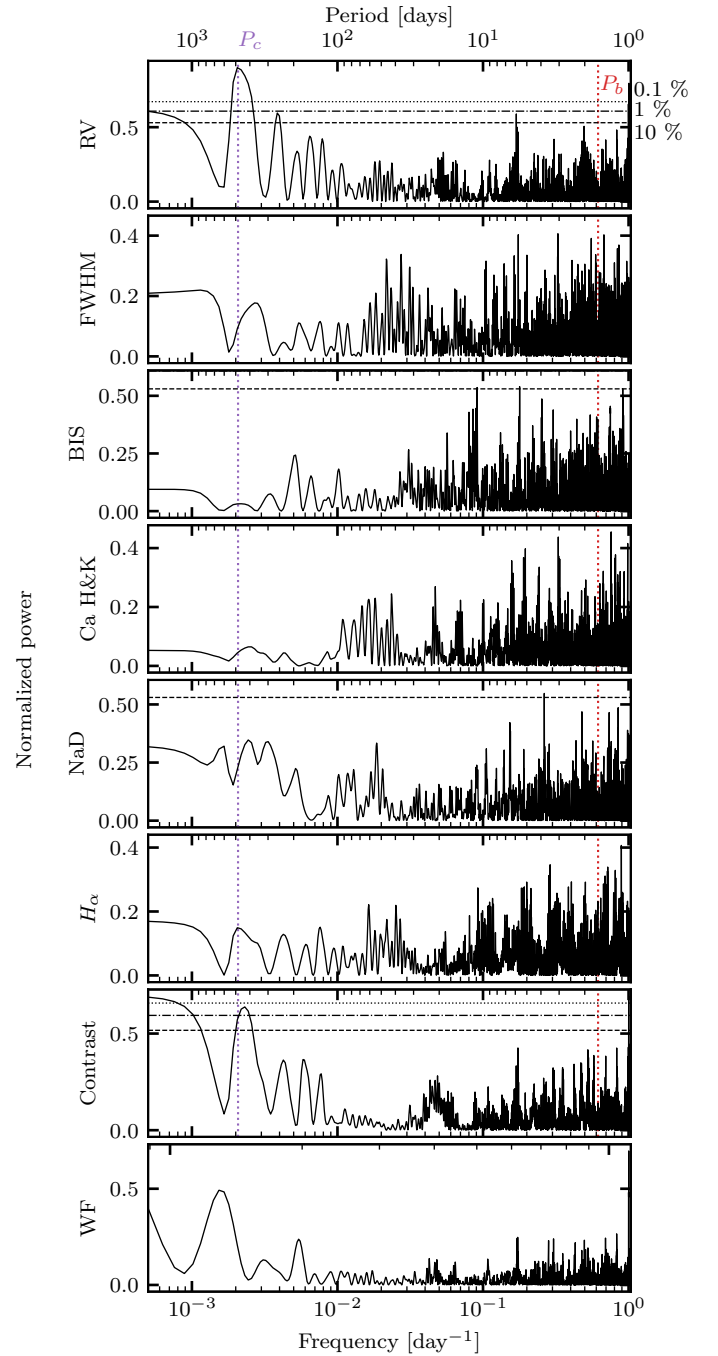 Period [days]
10³ 10² 10¹ 10⁰
P_c
P_b
0.1 %
1 %
10 %
0.5
0.0
RV
0.4
0.2
0.0
FWHM
0.50
0.25
0.00
BIS
0.4
0.2
0.0
Ca H&K
0.50
0.25
0.00
NaD
0.4
0.2
0.0
H_α
0.5
0.0
Contrast
0.5
0.0
WF
Normalized power
10⁻³ 10⁻² 10⁻¹ 10⁰
Frequency [day⁻¹]